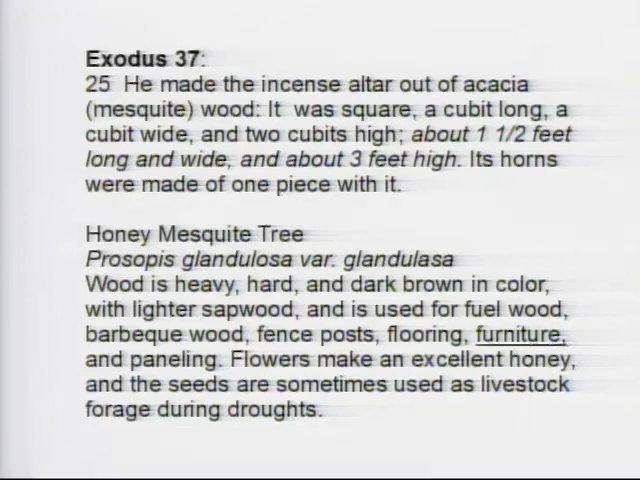 Exodus 37:
25 He made the incense altar out of acacia
(mesquite) wood: It was square, a cubit long, a
cubit wide, and two cubits high; about 1 1/2 feet
long and wide, and about 3 feet high. Its horns
were made of one piece with it.
Honey Mesquite Tree
Prosopis glandulosa var. glandulasa
Wood is heavy, hard, and dark brown in color,
with lighter sapwood, and is used for fuel wood,
barbeque wood, fence posts, flooring, furniture,
and paneling. Flowers make an excellent honey,
and the seeds are sometimes used as livestock
forage during droughts.